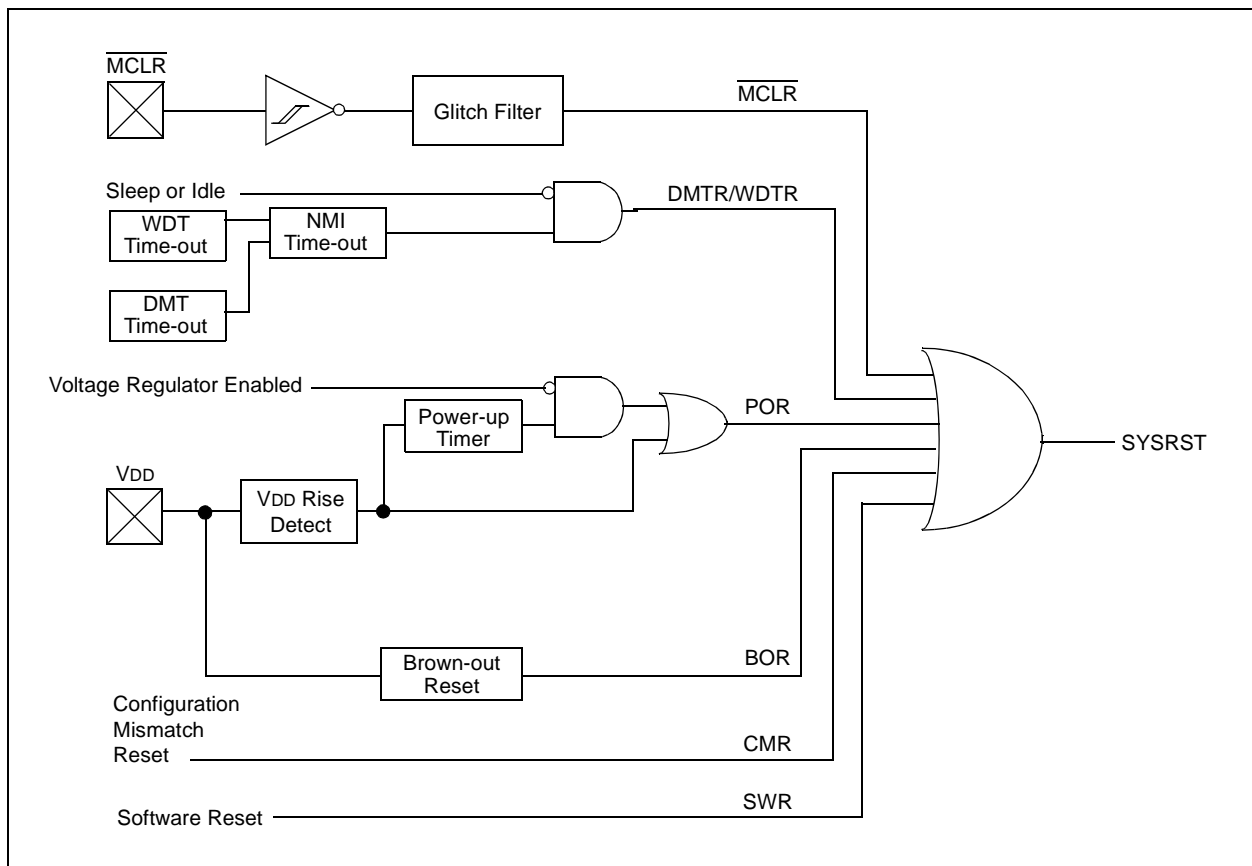 MCLR
Glitch Filter
MCLR
Sleep or Idle
WDT
Time-out
NMI
Time-out
DMTR/WDTR
DMT
Time-out
Voltage Regulator Enabled
Power-up
Timer
POR
SYSRST
VDD
VDD Rise
Detect
Brown-out
Reset
BOR
Configuration
Mismatch
Reset
CMR
Software Reset
SWR